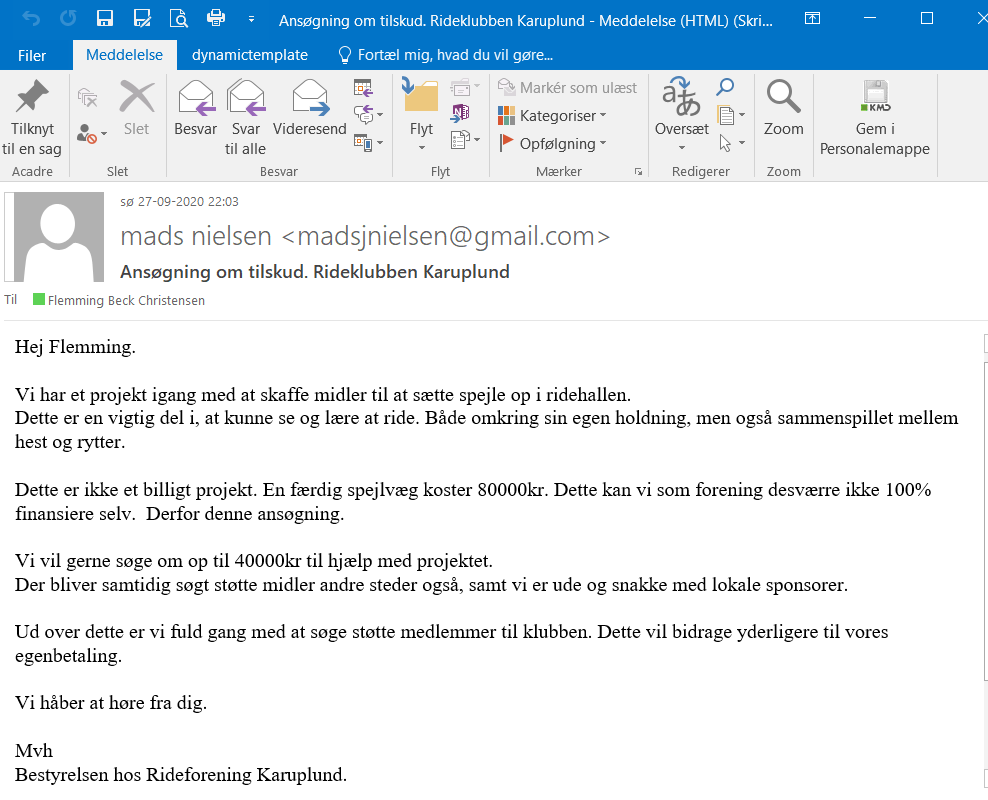 Ansøgning om tilskud. Rideklubben Karuplund - Meddelelse (HTML) (Skri...
Filer Meddelelse dynamictemplate Fortæl mig, hvad du vil gøre...
Tilknyt til en sag
Acadre
Slet
Slet
Besvar Svar til alle Videresend
Besvar
Flyt
Flyt
Markér som ulæst
Kategoriser
Opfølgning
Mærker
Oversæt
Redigerer
Zoom
Zoom
KMD
Gem i Personalemappe
sø 27-09-2020 22:03
mads nielsen <madsjnielsen@gmail.com>
Ansøgning om tilskud. Rideklubben Karuplund
Til Flemming Beck Christensen
Hej Flemming.
Vi har et projekt igang med at skaffe midler til at sætte spejle op i ridehallen.
Dette er en vigtig del i, at kunne se og lære at ride. Både omkring sin egen holdning, men også sammenspillet mellem
hest og rytter.
Dette er ikke et billigt projekt. En færdig spejlvæg koster 80000kr. Dette kan vi som forening desværre ikke 100%
finansiere selv.  Derfor denne ansøgning.
Vi vil gerne søge om op til 40000kr til hjælp med projektet.
Der bliver samtidig søgt støtte midler andre steder også, samt vi er ude og snakke med lokale sponsorer.
Ud over dette er vi fuld gang med at søge støtte medlemmer til klubben. Dette vil bidrage yderligere til vores
egenbetaling.
Vi håber at høre fra dig.
Mvh
Bestyrelsen hos Rideforening Karuplund.